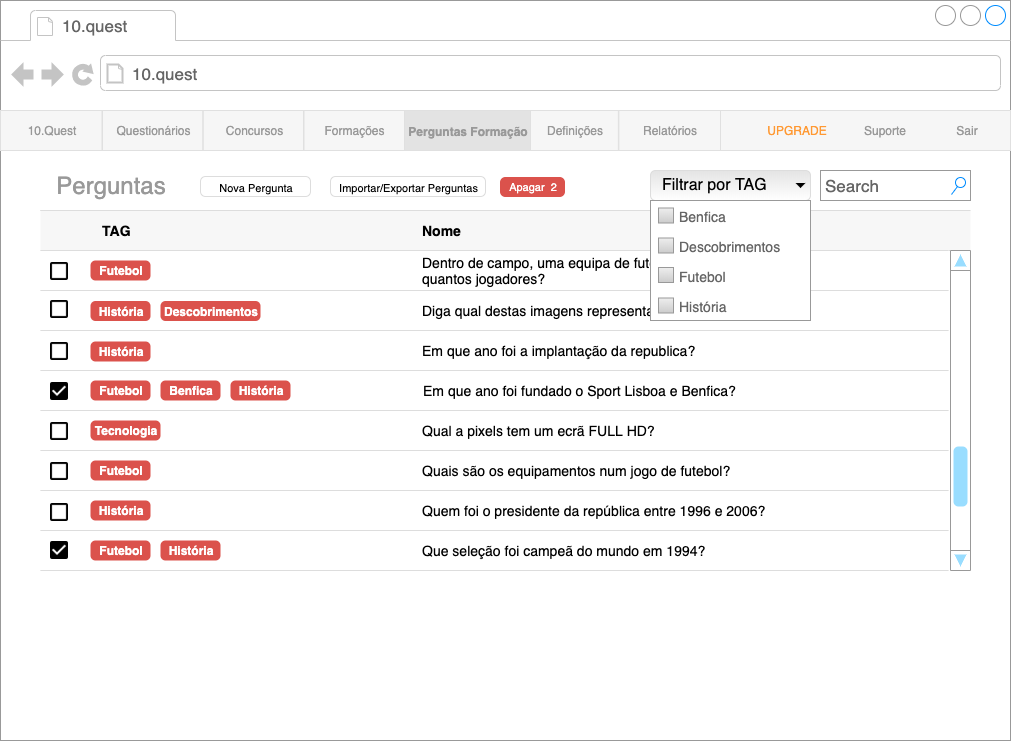 10.quest
10.quest
10.Quest Questionários Concursos Formações Perguntas Formação Definições Relatórios UPGRADE Suporte Sair
Perguntas Nova Pergunta Importar/Exportar Perguntas Apagar 2 Filtrar por TAG Search
Benfica
Descobrimentos
Futebol
História
TAG Nome
Futebol Dentro de campo, uma equipa de
quantos jogadores?
História Descobrimentos Diga qual destas imagens
História Em que ano foi a implantação da republica?
Futebol Benfica História Em que ano foi fundado o Sport Lisboa e Benfica?
Tecnologia Qual a pixels tem um ecrã FULL HD?
Futebol Quais são os equipamentos num jogo de futebol?
História Quem foi o presidente da república entre 1996 e 2006?
Futebol História Que seleção foi campeã do mundo em 1994?